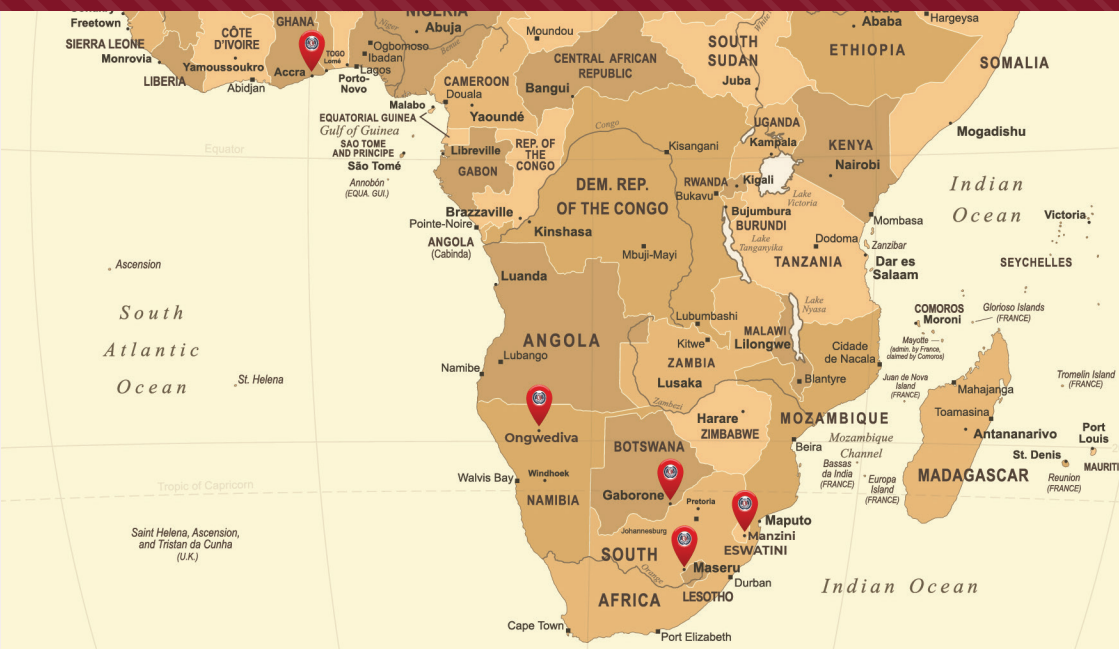 Freetown
SIERRA LEONE
Monrovia
LIBERIA
CÔTE
D'IVOIRE
Yamoussoukro
Abidjan
GHANA
Accra
TOGO
Lomé
Porto-
Novo
NIGERIA
Abuja
Niger
Benue
Ogbomoso
Ibadan
Lagos
Moundou
CENTRAL AFRICAN
REPUBLIC
Bangui
SOUTH
SUDAN
Juba
White
Ababa
ETHIOPIA
Hargeysa
SOMALIA
Mogadishu
CAMEROON
Douala
Yaoundé
Malabo
EQUATORIAL GUINEA
Gulf of Guinea
SAO TOME
AND PRINCIPE
São Tomé
Annobón
(EQUA. GUI.)
Equator
Libreville
GABON
REP. OF
THE
CONGO
Brazzaville
Pointe-Noire
ANGOLA
(Cabinda)
Kinshasa
Congo
Kisangani
DEM. REP.
OF THE CONGO
Mbuji-Mayi
Lubumbashi
UGANDA
Kampala
KENYA
Nairobi
RWANDA
Kigali
Bukavu
Lake
Victoria
Bujumbura
BURUNDI
Lake
Tanganyika
Dodoma
TANZANIA
Mombasa
Zanzibar
Dar es
Salaam
Indian
Ocean
Victoria
SEYCHELLES
Ascension
South
Atlantic
Ocean
St. Helena
Luanda
ANGOLA
Lubango
Namibe
Lake
Nyasa
MALAWI
Lilongwe
Kitwe
ZAMBIA
Lusaka
Zambezi
Blantyre
Cidade
de Nacala
COMOROS
Moroni
Glorioso Islands
(FRANCE)
Mayotte
(admin. by France,
claimed by Comoros)
Juan de Nova
Island
(FRANCE)
Mahajanga
Toamasina
Antananarivo
MADAGASCAR
Tromelin Island
(FRANCE)
Port
Louis
St. Denis
MAURITI
Reunion
(FRANCE)
Ongwediva
Harare
ZIMBABWE
MOZAMBIQUE
Beira
Mozambique
Channel
Bassas
da India
(FRANCE)
Europa
Island
(FRANCE)
BOTSWANA
Gaborone
Walvis Bay
Windhoek
NAMIBIA
Tropic of Capricorn
Pretoria
Johannesburg
Maputo
Manzini
ESWATINI
Saint Helena, Ascension,
and Tristan da Cunha
(U.K.)
SOUTH
AFRICA
Orange
Maseru
LESOTHO
Durban
Cape Town
Port Elizabeth
Indian Ocean